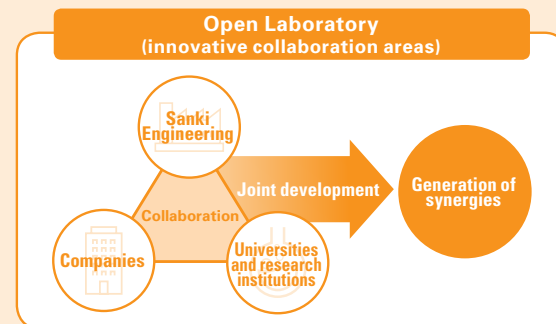 Open Laboratory
(innovative collaboration areas)
Sanki
Engineering
Joint development
Generation of
synergies
Collaboration
Companies
Universities
and research
institutions